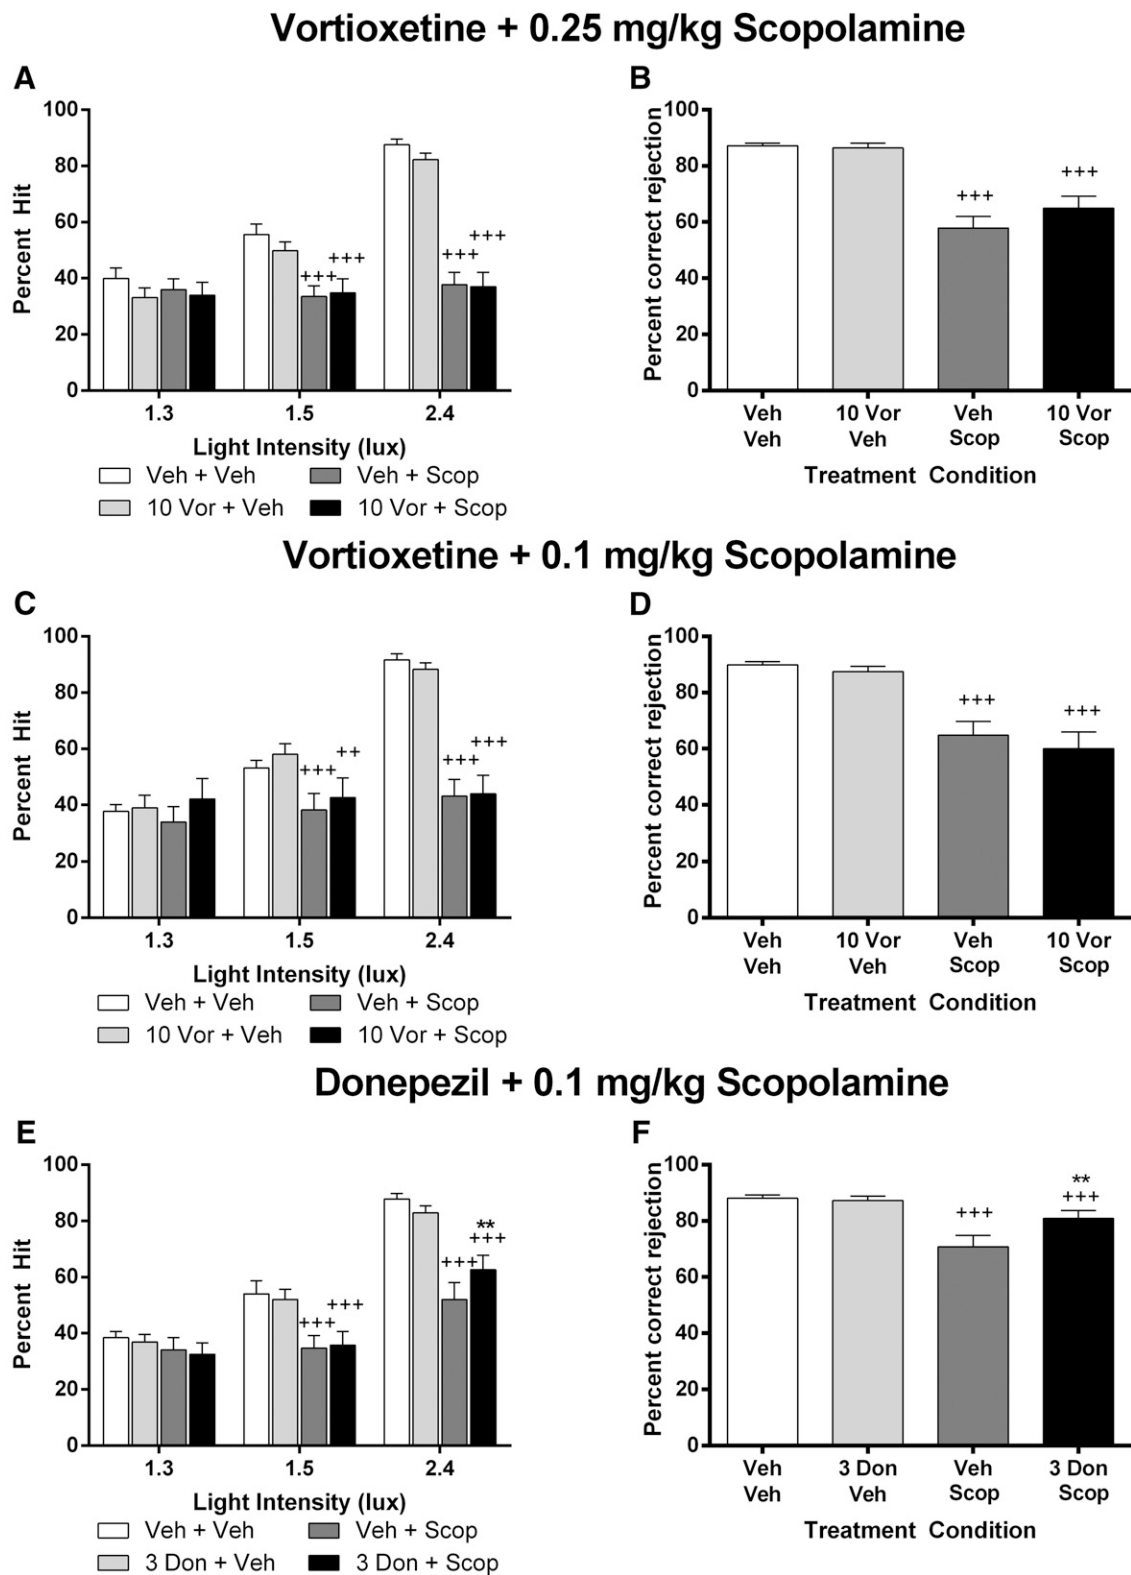 Vortioxetine + 0.25 mg/kg Scopolamine
A
100
80
60
40
20
0
Percent Hit
+++
+++
+++
+++
1.3 1.5 2.4
Light Intensity (lux)
Veh + Veh Veh + Scop
10 Vor + Veh 10 Vor + Scop
B
100
80
60
40
20
0
Percent correct rejection
+++
+++
Veh 10 Vor Veh 10 Vor
Veh Veh Scop Scop
Treatment Condition
Vortioxetine + 0.1 mg/kg Scopolamine
C
100
80
60
40
20
0
Percent Hit
+++
++
+++
+++
1.3 1.5 2.4
Light Intensity (lux)
Veh + Veh Veh + Scop
10 Vor + Veh 10 Vor + Scop
D
100
80
60
40
20
0
Percent correct rejection
+++
+++
Veh 10 Vor Veh 10 Vor
Veh Veh Scop Scop
Treatment Condition
Donepezil + 0.1 mg/kg Scopolamine
E
100
80
60
40
20
0
Percent Hit
+++
+++
+++
**
+++
1.3 1.5 2.4
Light Intensity (lux)
Veh + Veh Veh + Scop
3 Don + Veh 3 Don + Scop
F
100
80
60
40
20
0
Percent correct rejection
+++
**
+++
Veh 3 Don Veh 3 Don
Veh Veh Scop Scop
Treatment Condition